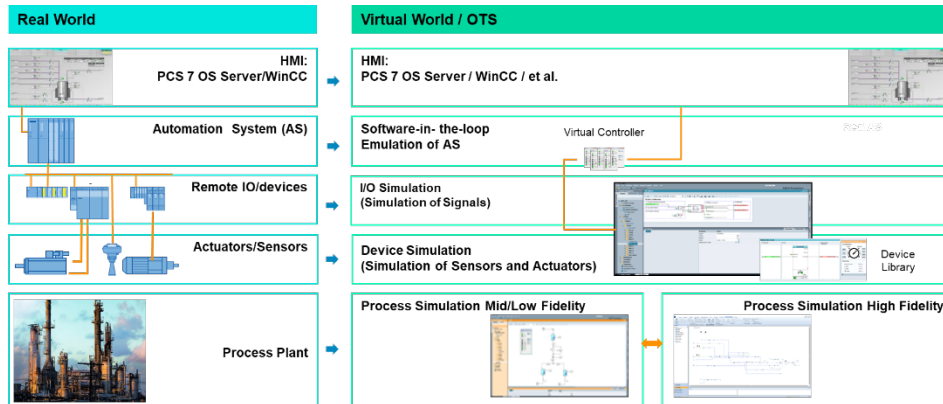 Real World
Virtual World / OTS
HMI:
PCS 7 OS Server/WinCC
HMI:
PCS 7 OS Server / WinCC / et al.
Automation System (AS)
Software-in- the-loop
Emulation of AS
Virtual Controller
Remote IO/devices
I/O Simulation
(Simulation of Signals)
Actuators/Sensors
Device Simulation
(Simulation of Sensors and Actuators)
Device
Library
Process Plant
Process Simulation Mid/Low Fidelity
Process Simulation High Fidelity